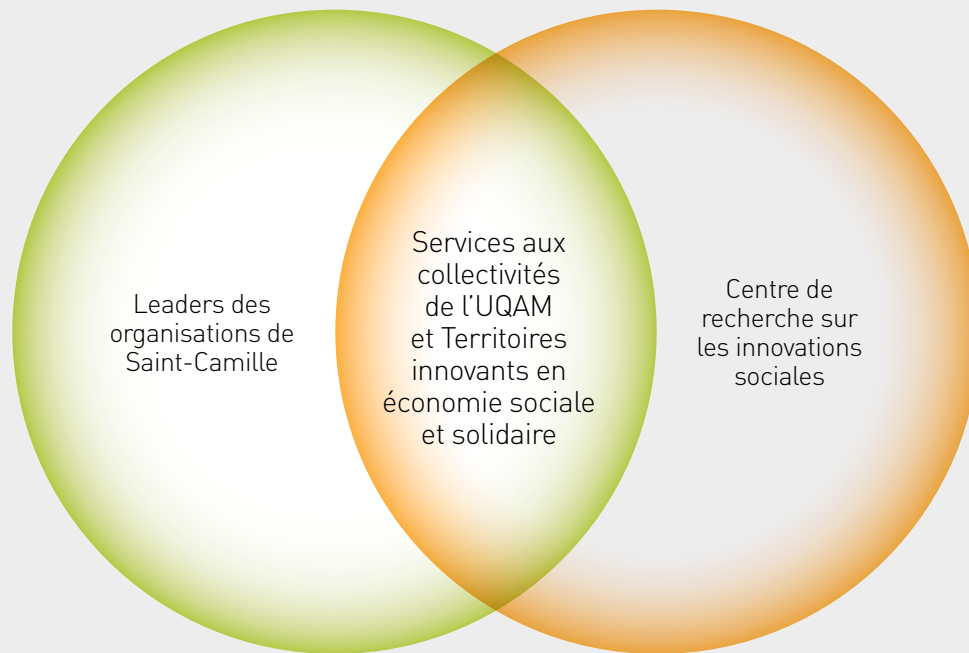 Leaders des
organisations de
Saint-Camille
Services aux
collectivités
de l’UQAM
et Territoires
innovants en
économie sociale
et solidaire
Centre de
recherche sur
les innovations
sociales